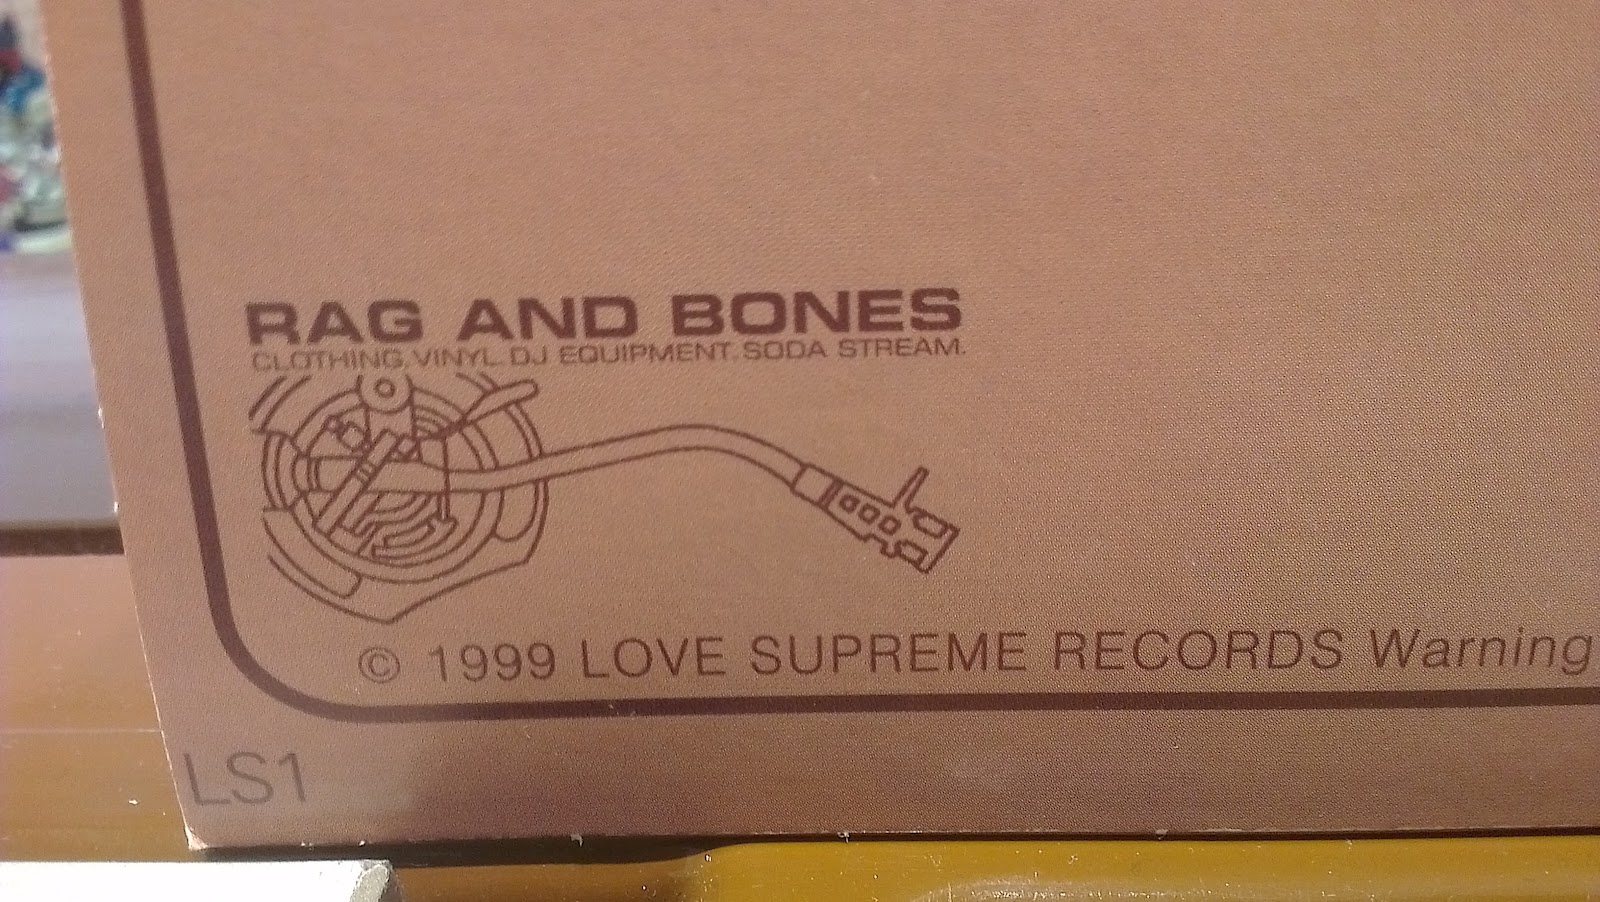 RAG AND BONES
CLOTHING. VINYL. DJ EQUIPMENT. SODA STREAM.
© 1999 LOVE SUPREME RECORDS Warning
LS1